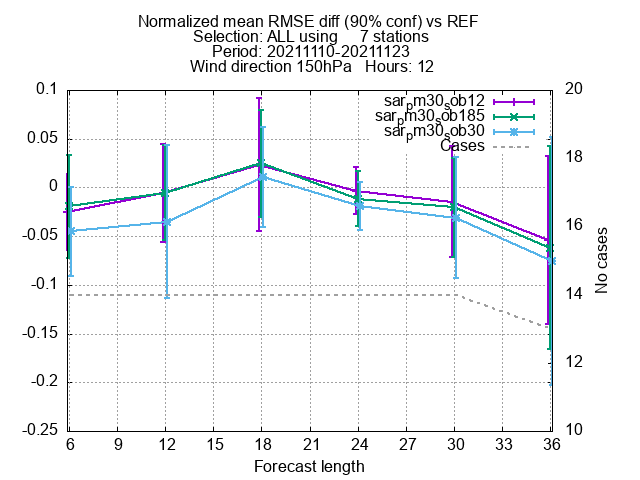 Normalized mean RMSE diff (90% conf) vs REF
Selection: ALL using 7 stations
Period: 20211110-20211123
Wind direction 150hPa Hours: 12
0.1
0.05
0
-0.05
-0.1
-0.15
-0.2
-0.25
20
18
16
14
12
10
No cases
sar_pm30_sob12
sar_pm30_sob185
sar_pm30_sob30
Cases
6 9 12 15 18 21 24 27 30 33 36
Forecast length